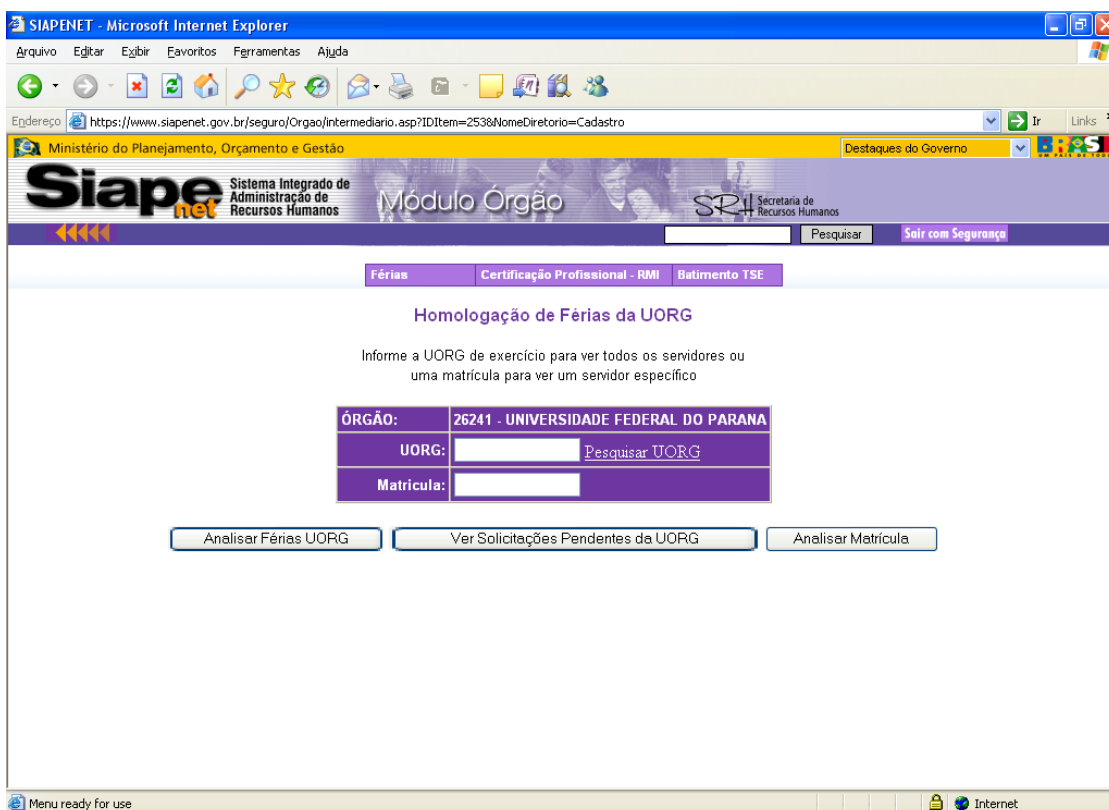 SIAPENET - Microsoft Internet Explorer
Arquivo Editar Exibir Favoritos Ferramentas Ajuda
Endereço https://www.siapenet.gov.br/seguro/Orgao/intermediario.asp?IDItem=253&NomeDiretorio=Cadastro Ir Links
Ministério do Planejamento, Orçamento e Gestão Destaques do Governo BRASIL
UM PAÍS DE TODOS
Siape net Sistema Integrado de
Administração de
Recursos Humanos
Módulo Órgão
SRH Secretaria de
Recursos Humanos
Pesquisar Sair com Segurança
Férias Certificação Profissional - RMI Batimento TSE
Homologação de Férias da UORG
Informe a UORG de exercício para ver todos os servidores ou
uma matrícula para ver um servidor específico
ÓRGÃO: 26241 - UNIVERSIDADE FEDERAL DO PARANA
UORG: Pesquisar UORG
Matricula:
Analisar Férias UORG Ver Solicitações Pendentes da UORG Analisar Matrícula
Menu ready for use Internet